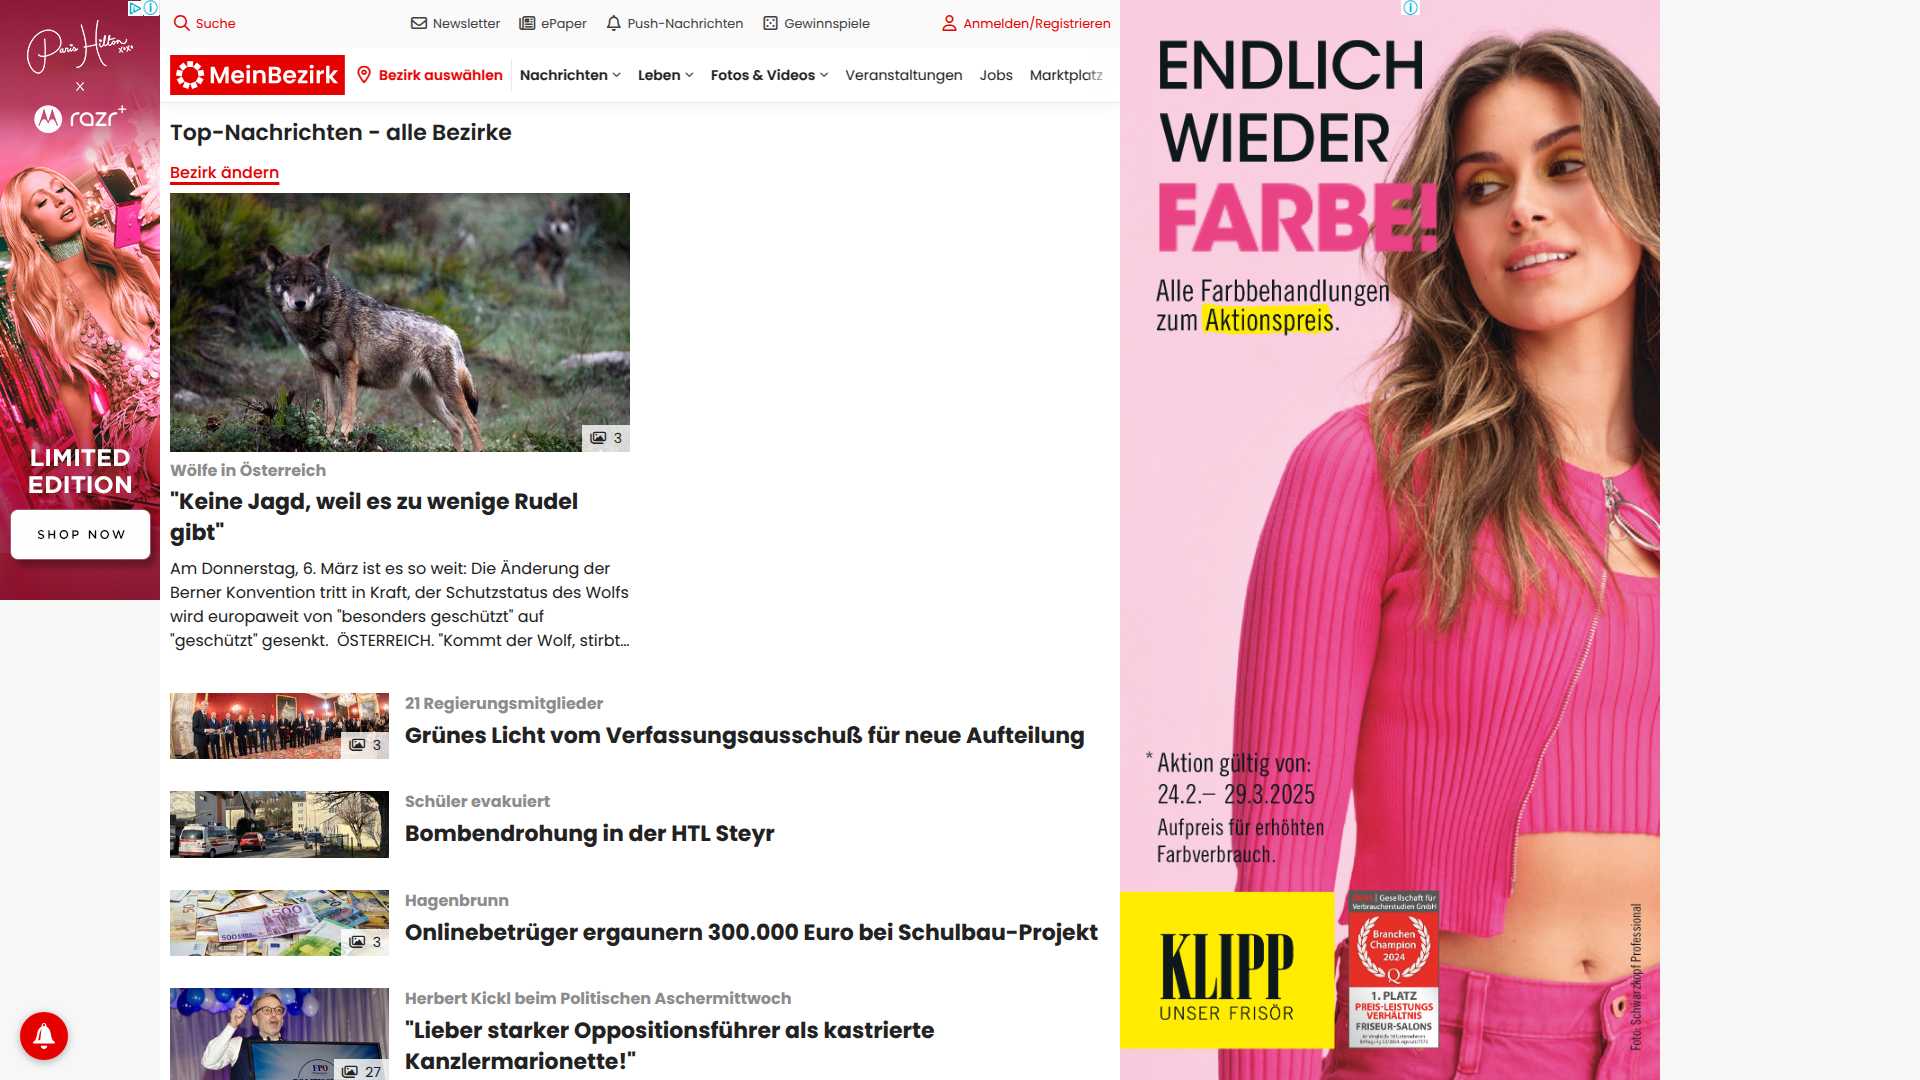 Paris Hilton
xoxo
X
razr+
LIMITED
EDITION
SHOP NOW
Suche
Newsletter
ePaper
Push-Nachrichten
Gewinnspiele
Anmelden/Registrieren
MeinBezirk
Bezirk auswählen
Nachrichten
Leben
Fotos & Videos
Veranstaltungen
Jobs
Marktplatz
Top-Nachrichten - alle Bezirke
Bezirk ändern
3
Wölfe in Österreich
"Keine Jagd, weil es zu wenige Rudel
gibt"
Am Donnerstag, 6. März ist es so weit: Die Änderung der
Berner Konvention tritt in Kraft, der Schutzstatus des Wolfs
wird europaweit von "besonders geschützt" auf
"geschützt" gesenkt. ÖSTERREICH. "Kommt der Wolf, stirbt...
3
21 Regierungsmitglieder
Grünes Licht vom Verfassungsausschuß für neue Aufteilung
Schüler evakuiert
Bombendrohung in der HTL Steyr
3
Hagenbrunn
Onlinebetrüger ergaunern 300.000 Euro bei Schulbau-Projekt
27
Herbert Kickl beim Politischen Aschermittwoch
"Lieber starker Oppositionsführer als kastrierte
Kanzlermarionette!"
ENDLICH
WIEDER
FARBE!
Alle Farbbehandlungen
zum Aktionspreis.
* Aktion gültig von:
24.2.– 29.3.2025
Aufpreis für erhöhten
Farbverbrauch.
KLIPP
UNSER FRISÖR
Gesellschaft für
Verbraucherstudien GmbH
Branchen
Champion
2024
Q
1. PLATZ
PREIS-LEISTUNGS
VERHÄLTNIS
FRISEUR-SALONS
Foto: Schwarzkopf Professional